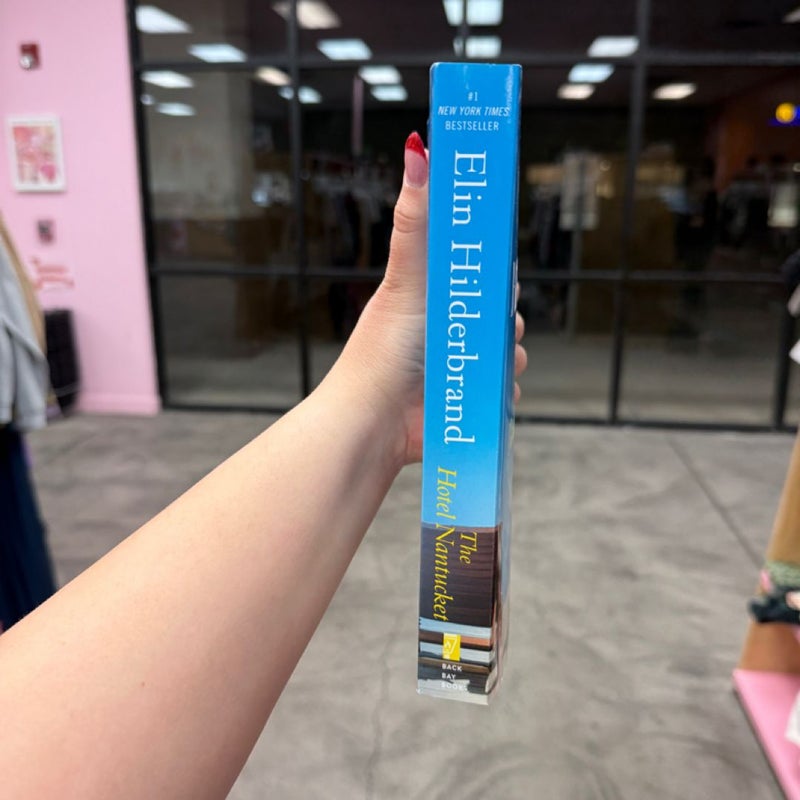 #1
NEW YORK TIMES
BESTSELLER
Elin Hilderbrand
The
Hotel Nantucket
BACK
BAY
BOOKS